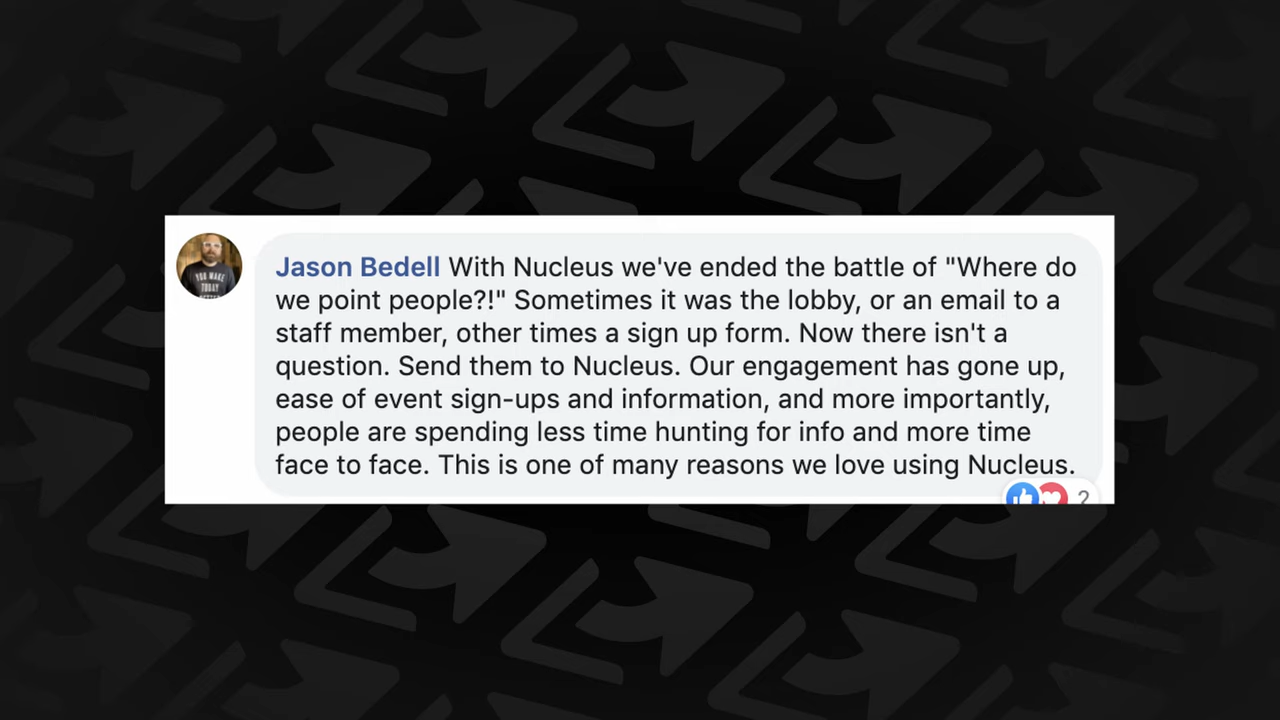 Jason Bedell With Nucleus we've ended the battle of "Where do
we point people?!" Sometimes it was the lobby, or an email to a
staff member, other times a sign up form. Now there isn't a
question. Send them to Nucleus. Our engagement has gone up,
ease of event sign-ups and information, and more importantly,
people are spending less time hunting for info and more time
face to face. This is one of many reasons we love using Nucleus.
YOU MAKE
TODAY
2